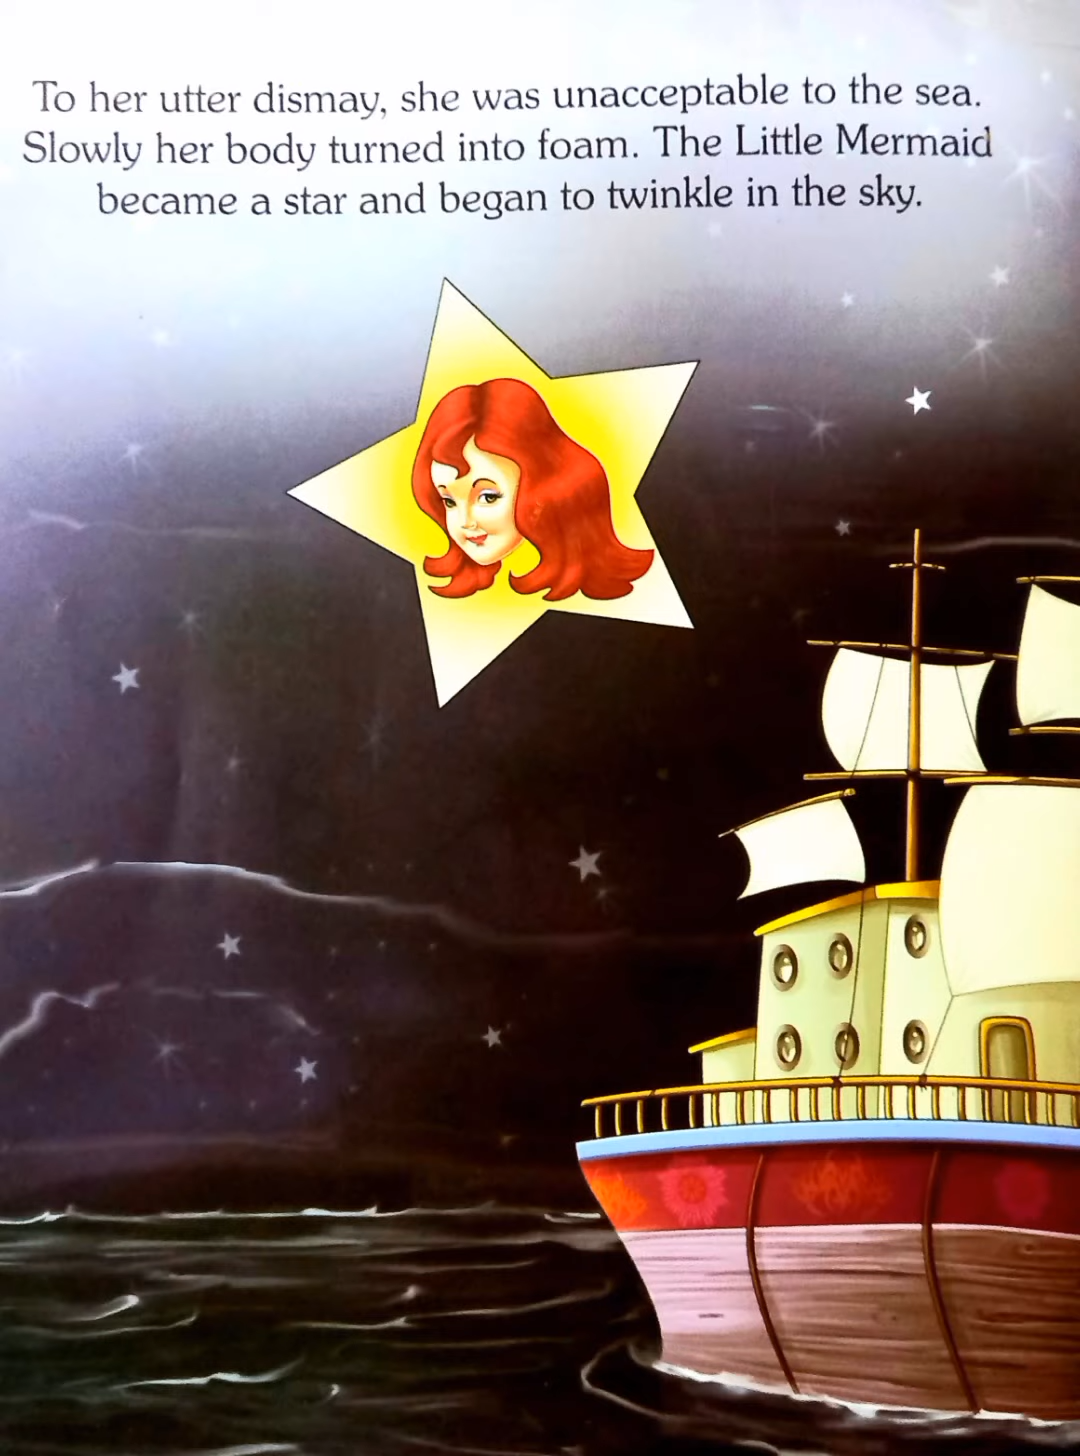 To her utter dismay, she was unacceptable to the sea.
Slowly her body turned into foam. The Little Mermaid
became a star and began to twinkle in the sky.